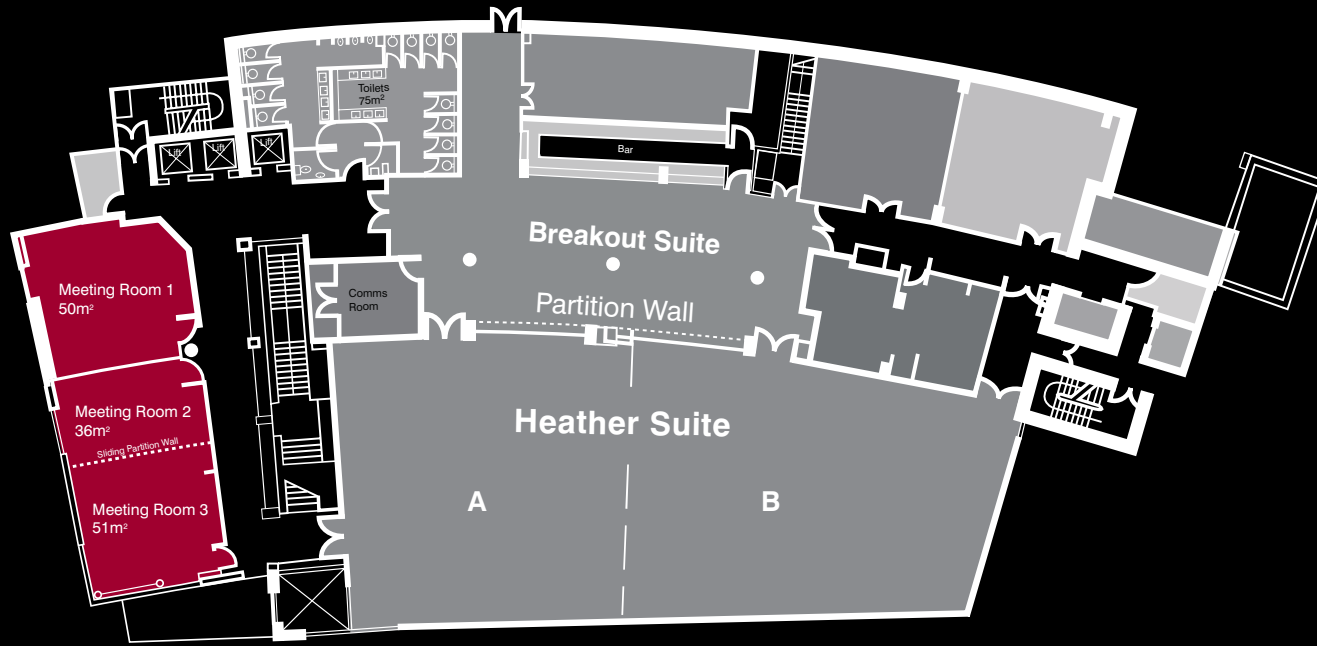 Toilets
75m²
Lift
Lift
Lift
Bar
Breakout Suite
Meeting Room 1
50m²
Comms
Room
Partition Wall
Meeting Room 2
36m²
Sliding Partition Wall
Heather Suite
A
B
Meeting Room 3
51m²